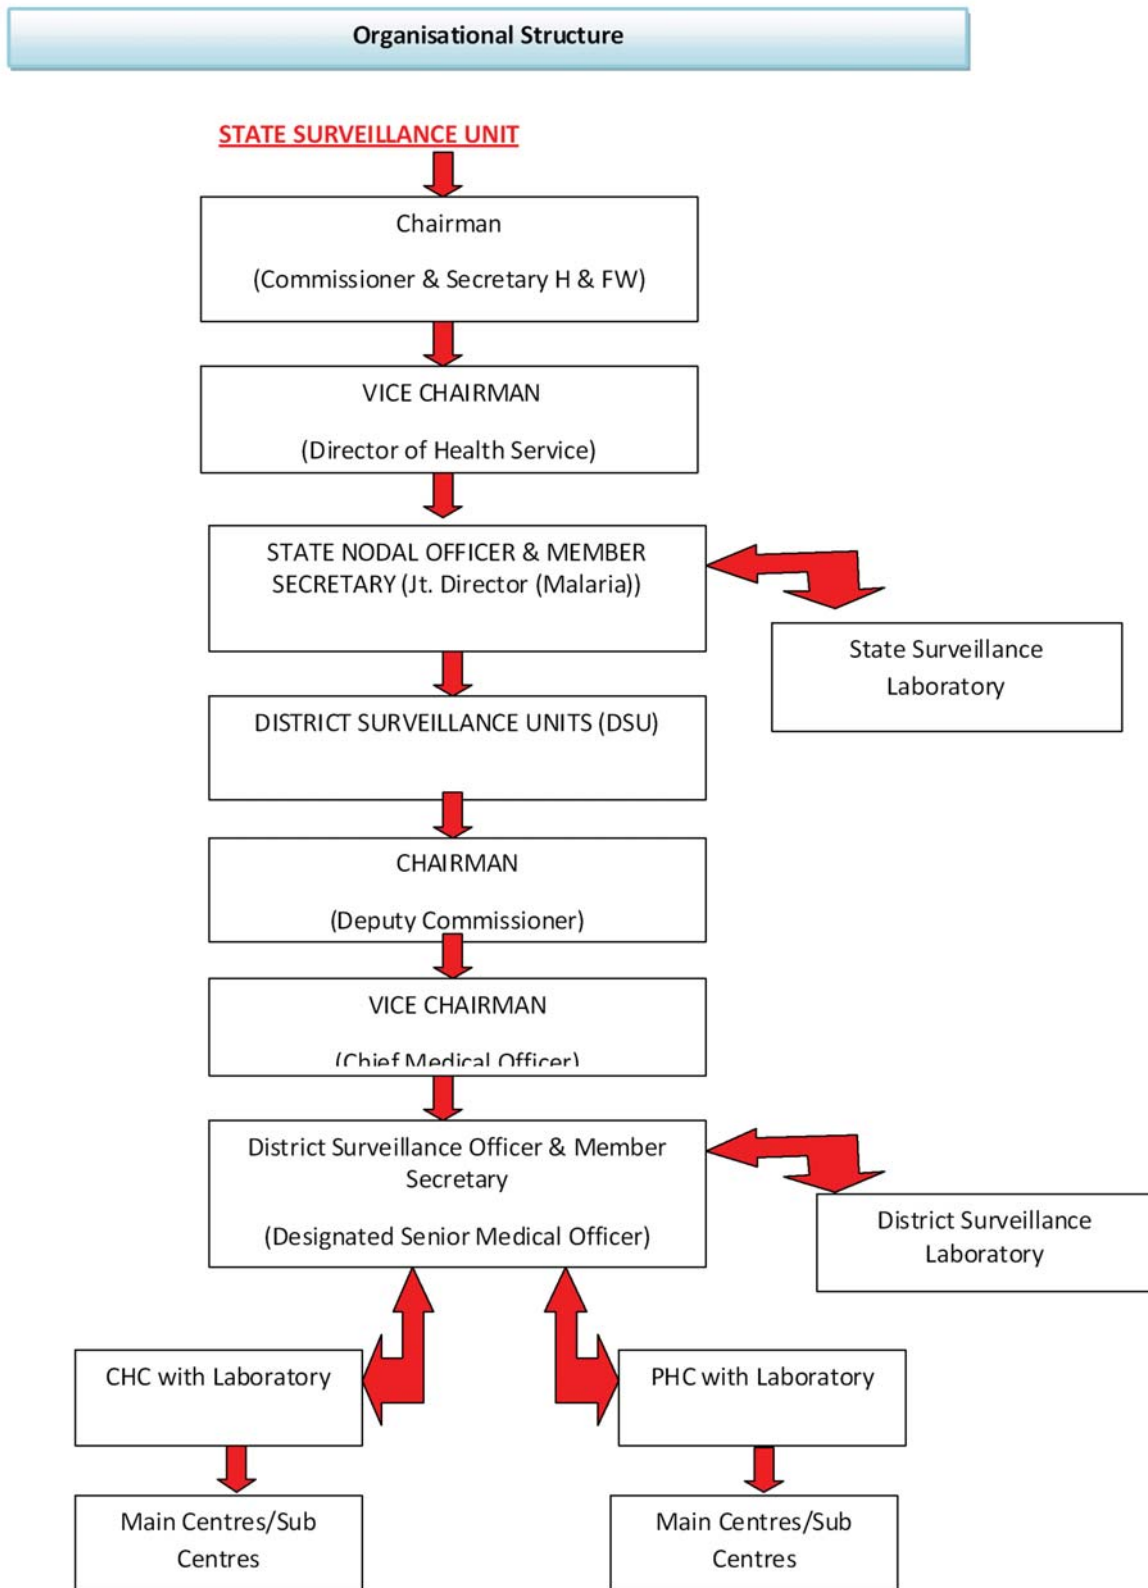 Organisational Structure
STATE SURVEILLANCE UNIT
Chairman
(Commissioner & Secretary H & FW)
VICE CHAIRMAN
(Director of Health Service)
STATE NODAL OFFICER & MEMBER
SECRETARY (Jt. Director (Malaria))
State Surveillance
Laboratory
DISTRICT SURVEILLANCE UNITS (DSU)
CHAIRMAN
(Deputy Commissioner)
VICE CHAIRMAN
(Chief Medical Officer)
District Surveillance Officer & Member
Secretary
(Designated Senior Medical Officer)
District Surveillance
Laboratory
CHC with Laboratory
PHC with Laboratory
Main Centres/Sub
Centres
Main Centres/Sub
Centres